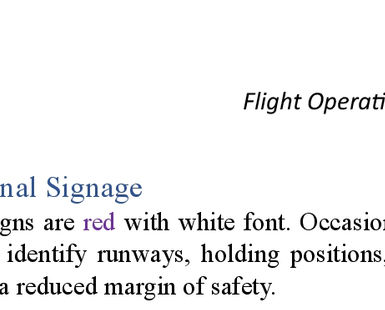 Flight Operati
nal Signage
gns are red with white font. Occasion
identify runways, holding positions,
a reduced margin of safety.